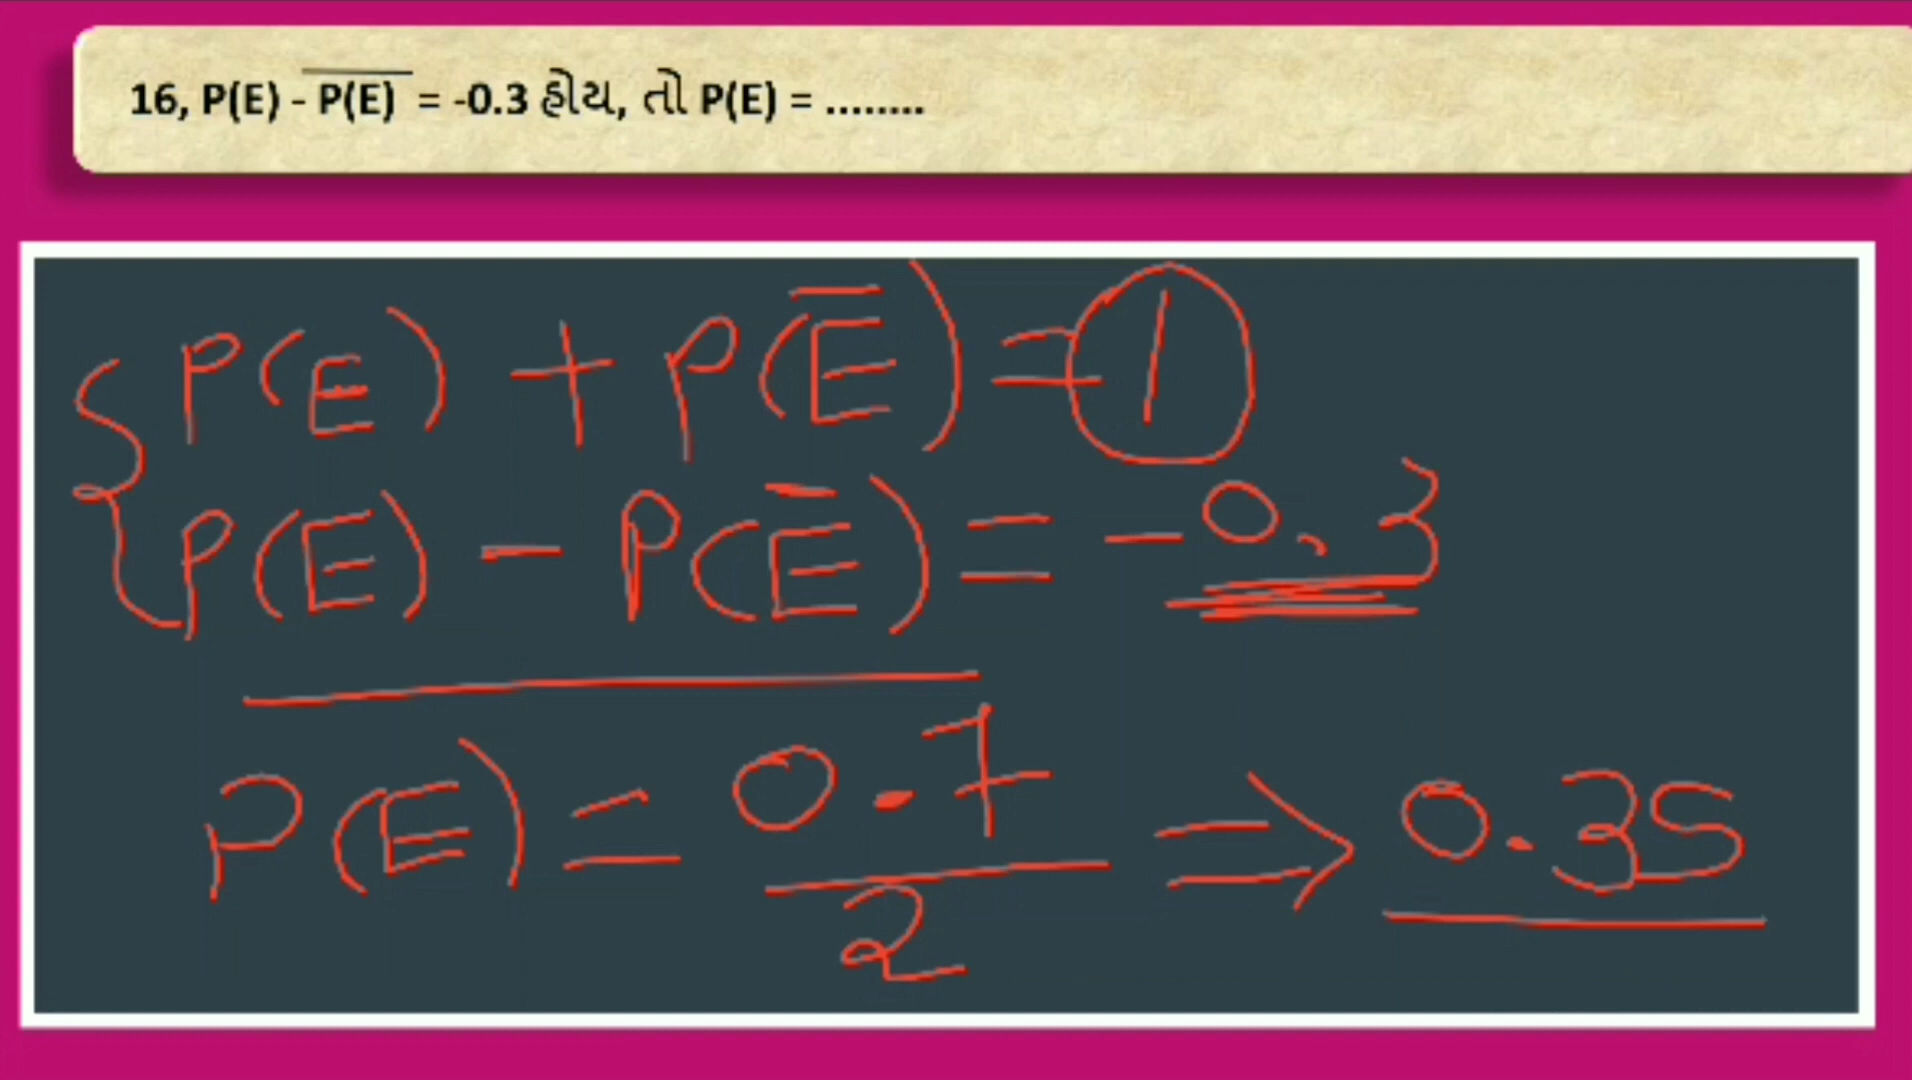 16, P(E) - P̅(̅E̅)̅ = -0.3 હોય, તો P(E) = ........
P(E) + P(E̅) = 1
P(E) - P(E̅) = -0.3
P(E) = 0.7/2 ⇒ 0.35